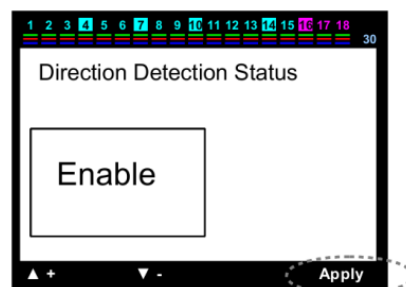 1 2 3 4 5 6 7 8 9 10 11 12 13 14 15 16 17 18
30
Direction Detection Status
Enable
▲ + ▼ - Apply